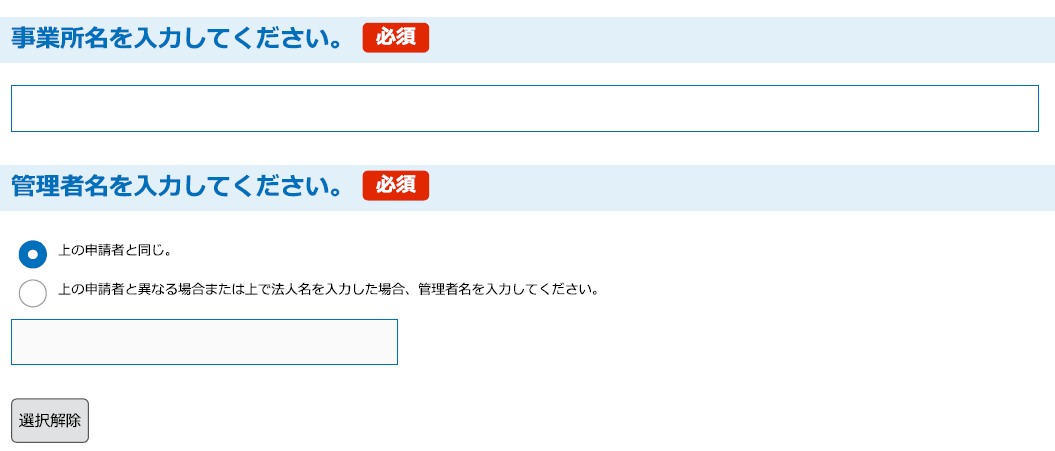 事業所名を入力してください。 必須
管理者名を入力してください。 必須
上の申請者と同じ。
上の申請者と異なる場合または上で法人名を入力した場合、管理者名を入力してください。
選択解除